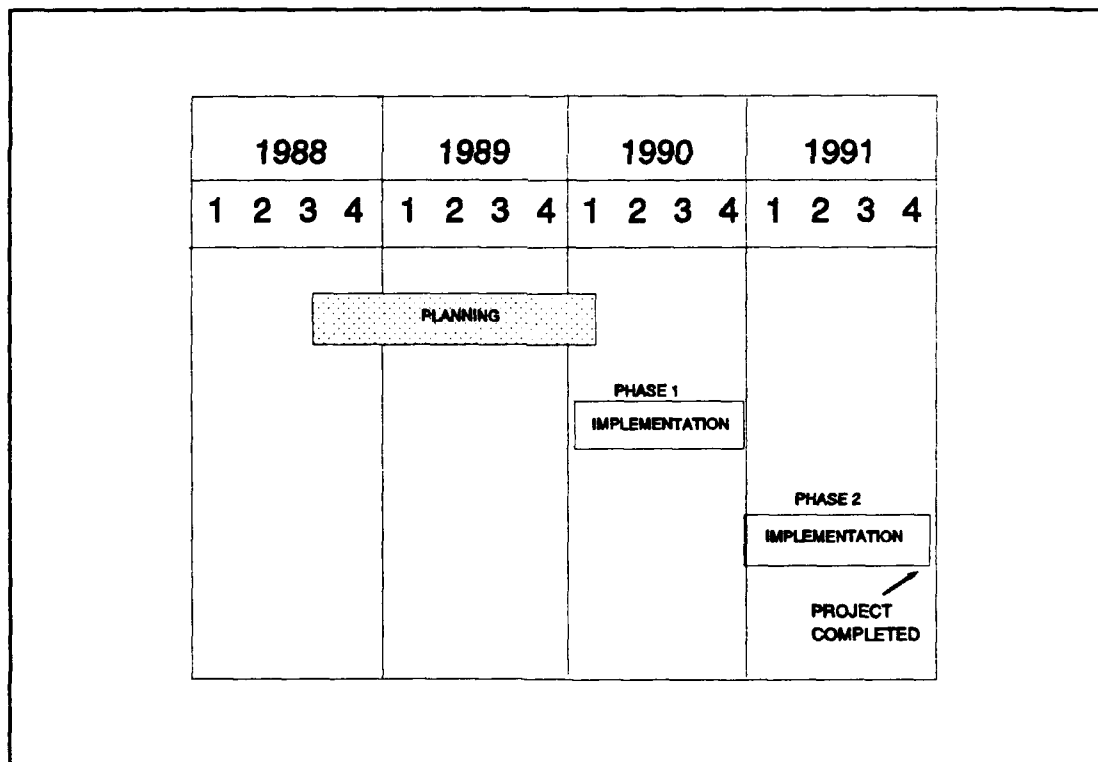 1988 1989 1990 1991
1 2 3 4 1 2 3 4 1 2 3 4 1 2 3 4
PLANNING
PHASE 1
IMPLEMENTATION
PHASE 2
IMPLEMENTATION
PROJECT
COMPLETED